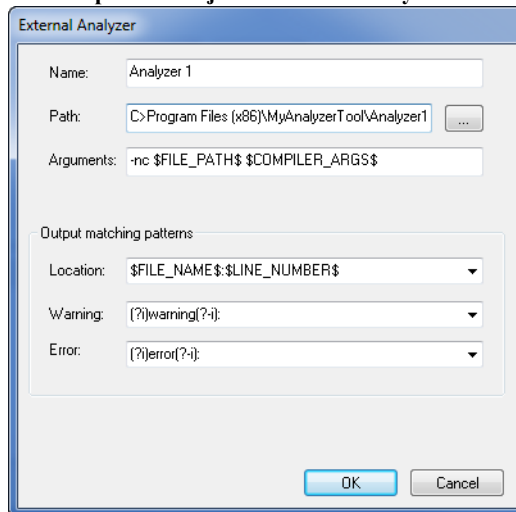 External Analyzer
Name: Analyzer 1
Path: C>Program Files (x86)\MyAnalyzerTool\Analyzer1 ...
Arguments: -nc $FILE_PATH$ $COMPILER_ARGS$
Output matching patterns
Location: $FILE_NAME$:$LINE_NUMBER$
Warning: (?i)warning(?-i):
Error: (?i)error(?-i):
OK Cancel